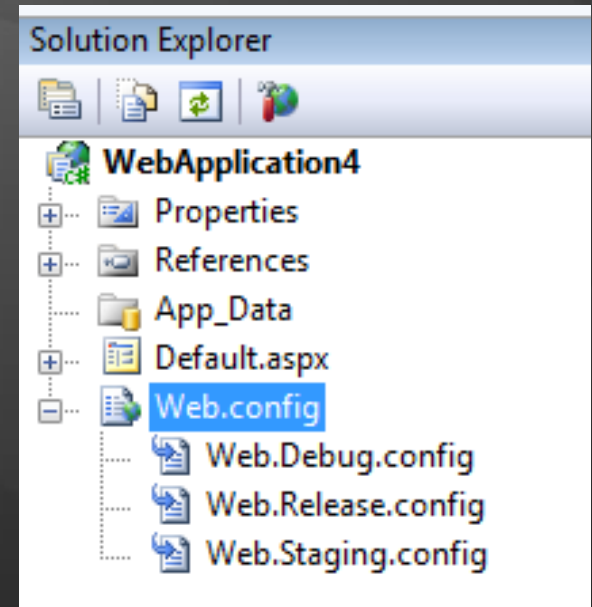 Solution Explorer
WebApplication4
Properties
References
App_Data
Default.aspx
Web.config
Web.Debug.config
Web.Release.config
Web.Staging.config